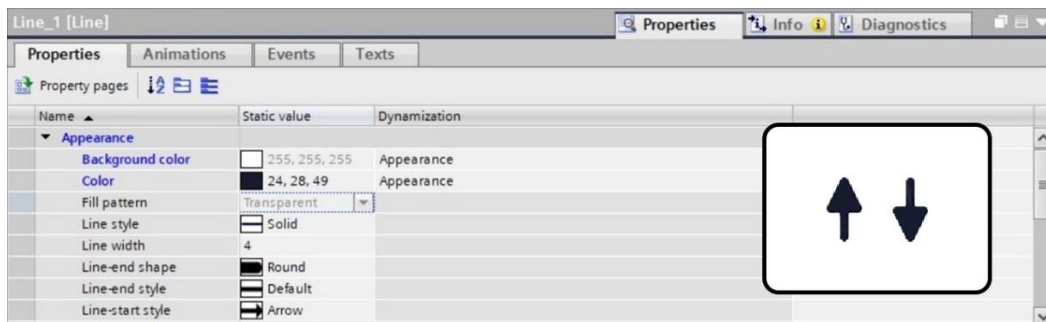 Line_1 [Line] Properties Info Diagnostics
Properties Animations Events Texts
Property pages
Name Static value Dynamization
Appearance
Background color 255, 255, 255 Appearance
Color 24, 28, 49 Appearance
Fill pattern Transparent
Line style Solid
Line width 4
Line-end shape Round
Line-end style Default
Line-start style Arrow